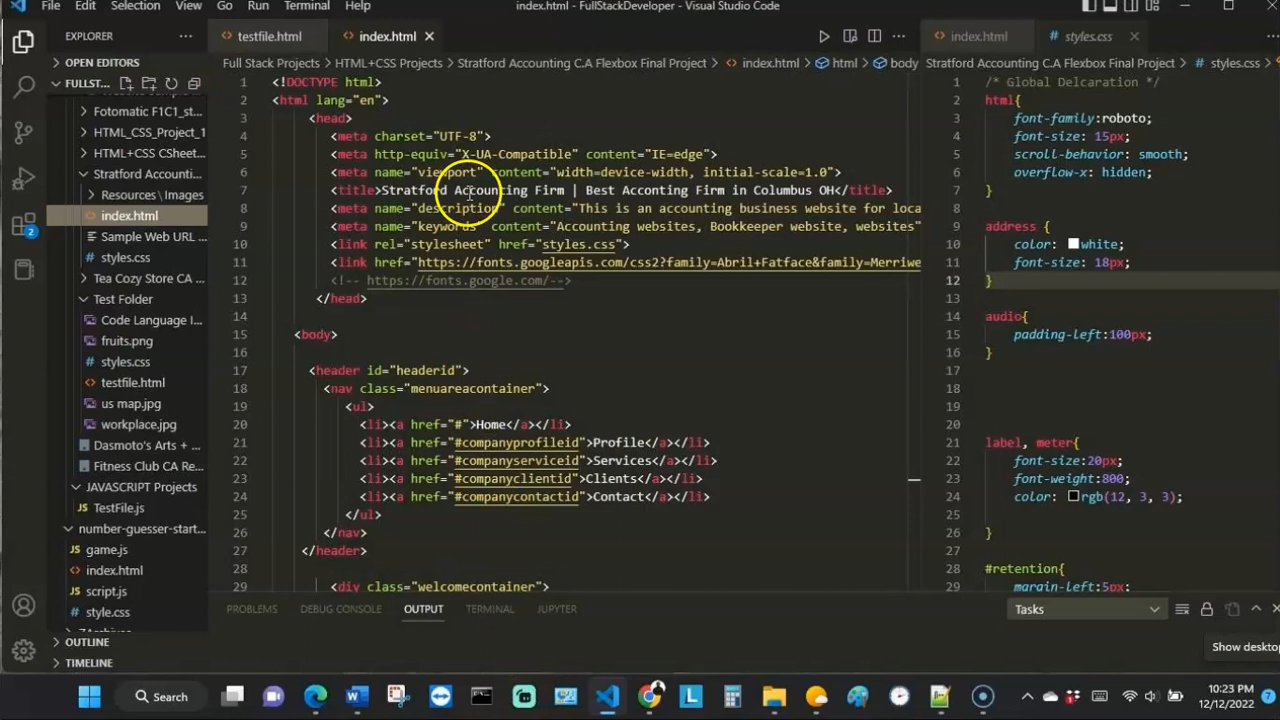 File Edit Selection View Go Run Terminal Help
index.html - FullStackDeveloper - Visual Studio Code
EXPLORER
testfile.html
index.html
index.html
styles.css
OPEN EDITORS
FULLST...
Fotomatic F1C1_st...
HTML_CSS_Project_1
HTML+CSS CSheet...
Stratford Accounti...
Resources\Images
index.html
Sample Web URL ...
styles.css
Tea Cozy Store CA ...
Test Folder
Code Language I...
fruits.png
styles.css
testfile.html
us map.jpg
workplace.jpg
Dasmoto's Arts + ...
Fitness Club CA Re...
JAVASCRIPT Projects
TestFile.js
number-guesser-start...
game.js
index.html
script.js
style.css
OUTLINE
TIMELINE
2
Full Stack Projects > HTML+CSS Projects > Stratford Accounting C.A Flexbox Final Project > index.html > html > body
1 <!DOCTYPE html>
2 <html lang="en">
3 <head>
4 <meta charset="UTF-8">
5 <meta http-equiv="X-UA-Compatible" content="IE=edge">
6 <meta name="viewport" content="width=device-width, initial-scale=1.0">
7 <title>Stratford Accounting Firm | Best Acconting Firm in Columbus OH</title>
8 <meta name="description" content="This is an accounting business website for loca
9 <meta name="keywords" content="Accounting websites, Bookkeeper website, websites"
10 <link rel="stylesheet" href="styles.css">
11 <link href="https://fonts.googleapis.com/css2?family=Abril+Fatface&family=Merriwe
12 <!-- https://fonts.google.com/-->
13 </head>
14
15 <body>
16
17 <header id="headerid">
18 <nav class="menuareacontainer">
19 <ul>
20 <li><a href="#">Home</a></li>
21 <li><a href="#companyprofileid">Profile</a></li>
22 <li><a href="#companyserviceid">Services</a></li>
23 <li><a href="#companyclientid">Clients</a></li>
24 <li><a href="#companycontactid">Contact</a></li>
25 </ul>
26 </nav>
27 </header>
28
29 <div class="welcomecontainer">
Stratford Accounting C.A Flexbox Final Project > styles.css >
1 /* Global Delcaration */
2 html{
3 font-family:roboto;
4 font-size: 15px;
5 scroll-behavior: smooth;
6 overflow-x: hidden;
7 }
8
9 address {
10 color: white;
11 font-size: 18px;
12 }
13
14 audio{
15 padding-left:100px;
16 }
17
18
19
20
21 label, meter{
22 font-size:20px;
23 font-weight:800;
24 color: rgb(12, 3, 3);
25
26 }
27
28 #retention{
29 margin-left:5px;
PROBLEMS DEBUG CONSOLE OUTPUT TERMINAL JUPYTER
Tasks
Show desktop
Search
10:23 PM
12/12/2022